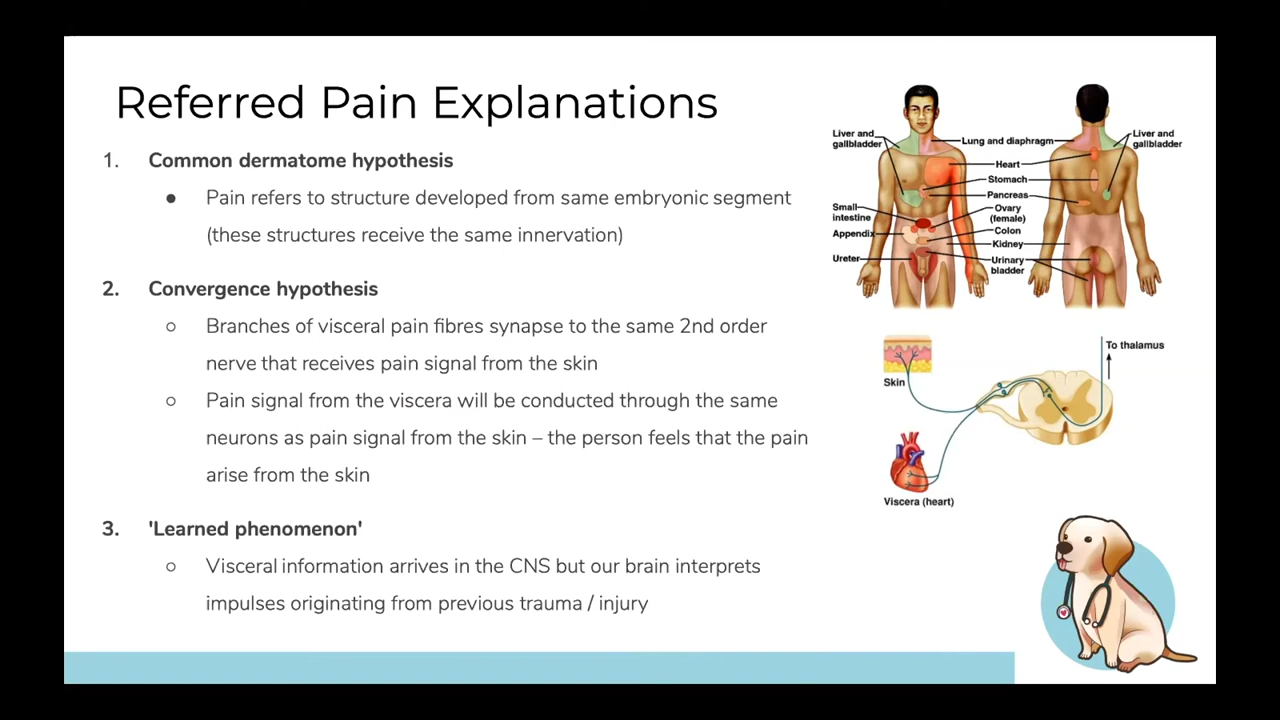 Referred Pain Explanations
1. Common dermatome hypothesis
● Pain refers to structure developed from same embryonic segment
(these structures receive the same innervation)
2. Convergence hypothesis
○ Branches of visceral pain fibres synapse to the same 2nd order
nerve that receives pain signal from the skin
○ Pain signal from the viscera will be conducted through the same
neurons as pain signal from the skin – the person feels that the pain
arise from the skin
3. 'Learned phenomenon'
○ Visceral information arrives in the CNS but our brain interprets
impulses originating from previous trauma / injury
Liver and
gallbladder
Small
intestine
Appendix
Ureter
Lung and diaphragm
Heart
Stomach
Pancreas
Ovary
(female)
Colon
Kidney
Urinary
bladder
Liver and
gallbladder
To thalamus
Skin
Viscera (heart)